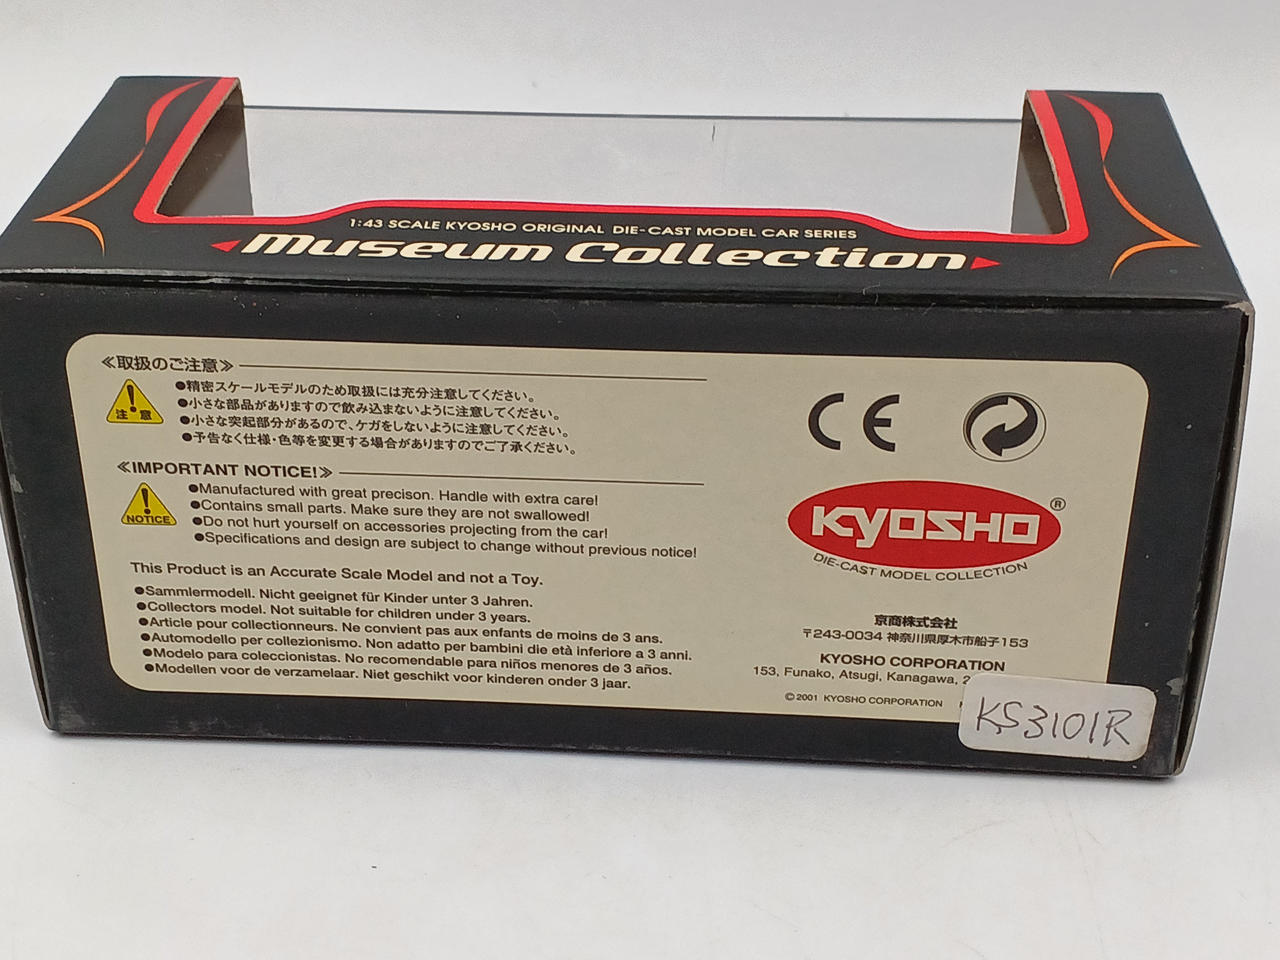 1:43 SCALE KYOSHO ORIGINAL DIE-CAST MODEL CAR SERIES
Museum Collection
≪取扱のご注意≫
注意
●精密スケールモデルのため取扱には充分注意してください。
●小さな部品がありますので飲み込まないように注意してください。
●小さな突起部分があるので、ケガをしないように注意してください。
●予告なく仕様・色等を変更する場合がありますのでご了承ください。
≪IMPORTANT NOTICE!≫
NOTICE
●Manufactured with great precison. Handle with extra care!
●Contains small parts. Make sure they are not swallowed!
●Do not hurt yourself on accessories projecting from the car!
●Specifications and design are subject to change without previous notice!
This Product is an Accurate Scale Model and not a Toy.
●Sammlermodell. Nicht geeignet für Kinder unter 3 Jahren.
●Collectors model. Not suitable for children under 3 years.
●Article pour collectionneurs. Ne convient pas aux enfants de moins de 3 ans.
●Automodello per collezionismo. Non adatto per bambini die età inferiore a 3 anni.
●Modelo para coleccionistas. No recomendable para niños menores de 3 años.
●Modellen voor de verzamelaar. Niet geschikt voor kinderen onder 3 jaar.
CE
KYOSHO ®
DIE-CAST MODEL COLLECTION
京商株式会社
〒243-0034 神奈川県厚木市船子153
KYOSHO CORPORATION
153, Funako, Atsugi, Kanagawa,
©2001 KYOSHO CORPORATION
KS3101R